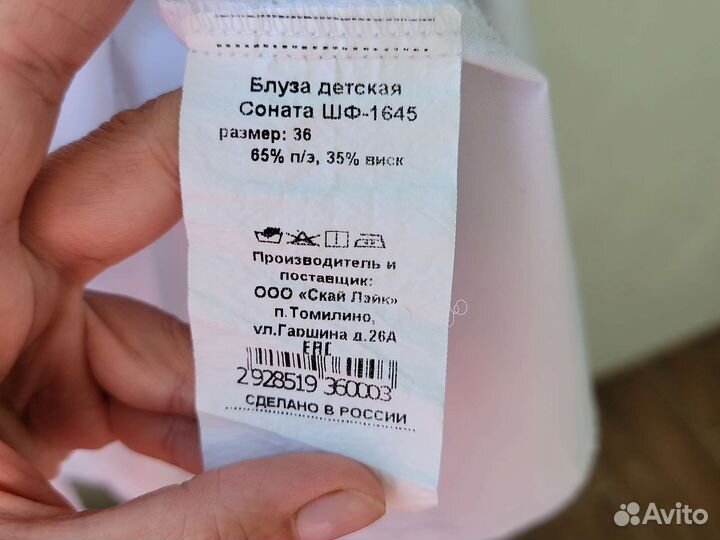 Блуза детская
Соната ШФ-1645
размер: 36
65% п/э, 35% виск
Производитель и
поставщик:
ООО «Скай Лэйк»
п.Томилино,
ул.Гаршина д.26А
EAC
2928519 360003
СДЕЛАНО В РОССИИ
Avito